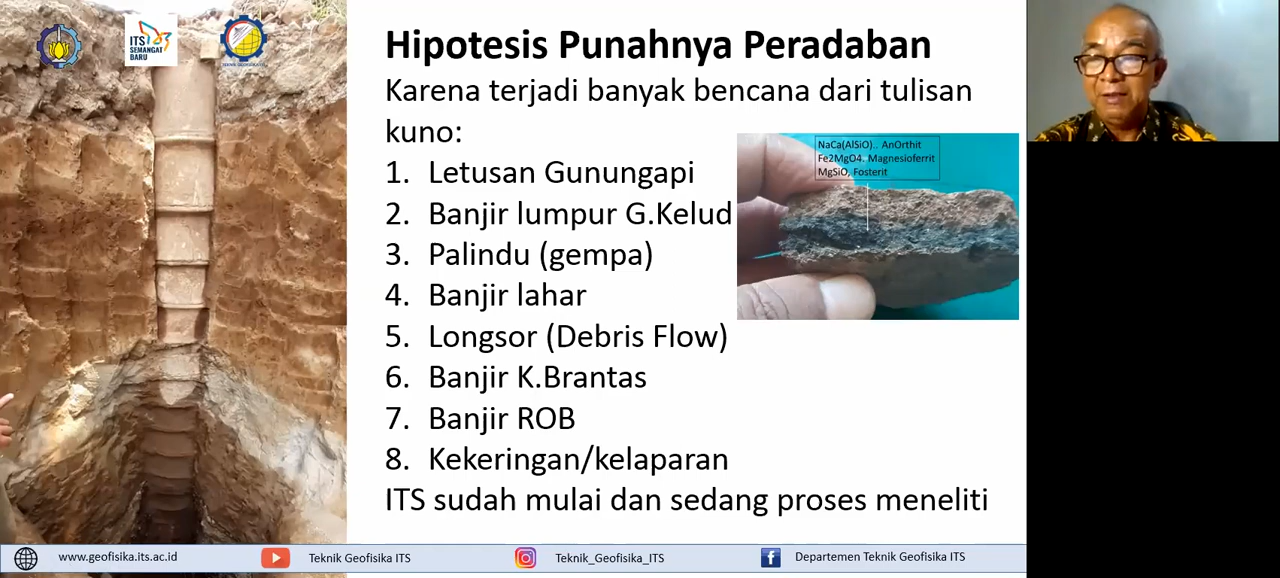 ITS
SEMANGAT
BARU
TEKNIK GEOFISIKA ITS
Hipotesis Punahnya Peradaban
Karena terjadi banyak bencana dari tulisan
kuno:
1. Letusan Gunungapi
2. Banjir lumpur G.Kelud
3. Palindu (gempa)
4. Banjir lahar
5. Longsor (Debris Flow)
6. Banjir K.Brantas
7. Banjir ROB
8. Kekeringan/kelaparan
ITS sudah mulai dan sedang proses meneliti
NaCa(AlSiO).. AnOrthit
Fe2MgO4. Magnesioferrit
MgSiO, Fosterit
www.geofisika.its.ac.id
Teknik Geofisika ITS
Teknik_Geofisika_ITS
Departemen Teknik Geofisika ITS